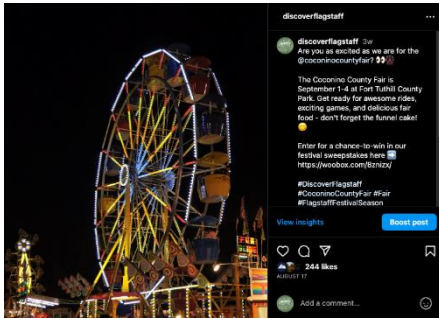 discoverflagstaff
discoverflagstaff 3w
Are you as excited as we are for the
@coconinocountyfair? 👀🎡
The Coconino County Fair is
September 1-4 at Fort Tuthill County
Park. Get ready for awesome rides,
exciting games, and delicious fair
food - don't forget the funnel cake!
😋
Enter for a chance-to-win in our
festival sweepstakes here ➡️
https://woobox.com/8znizx/
#DiscoverFlagstaff
#CoconinoCountyFair #Fair
#FlagstaffFestivalSeason
View insights
Boost post
244 likes
AUGUST 17
Add a comment...